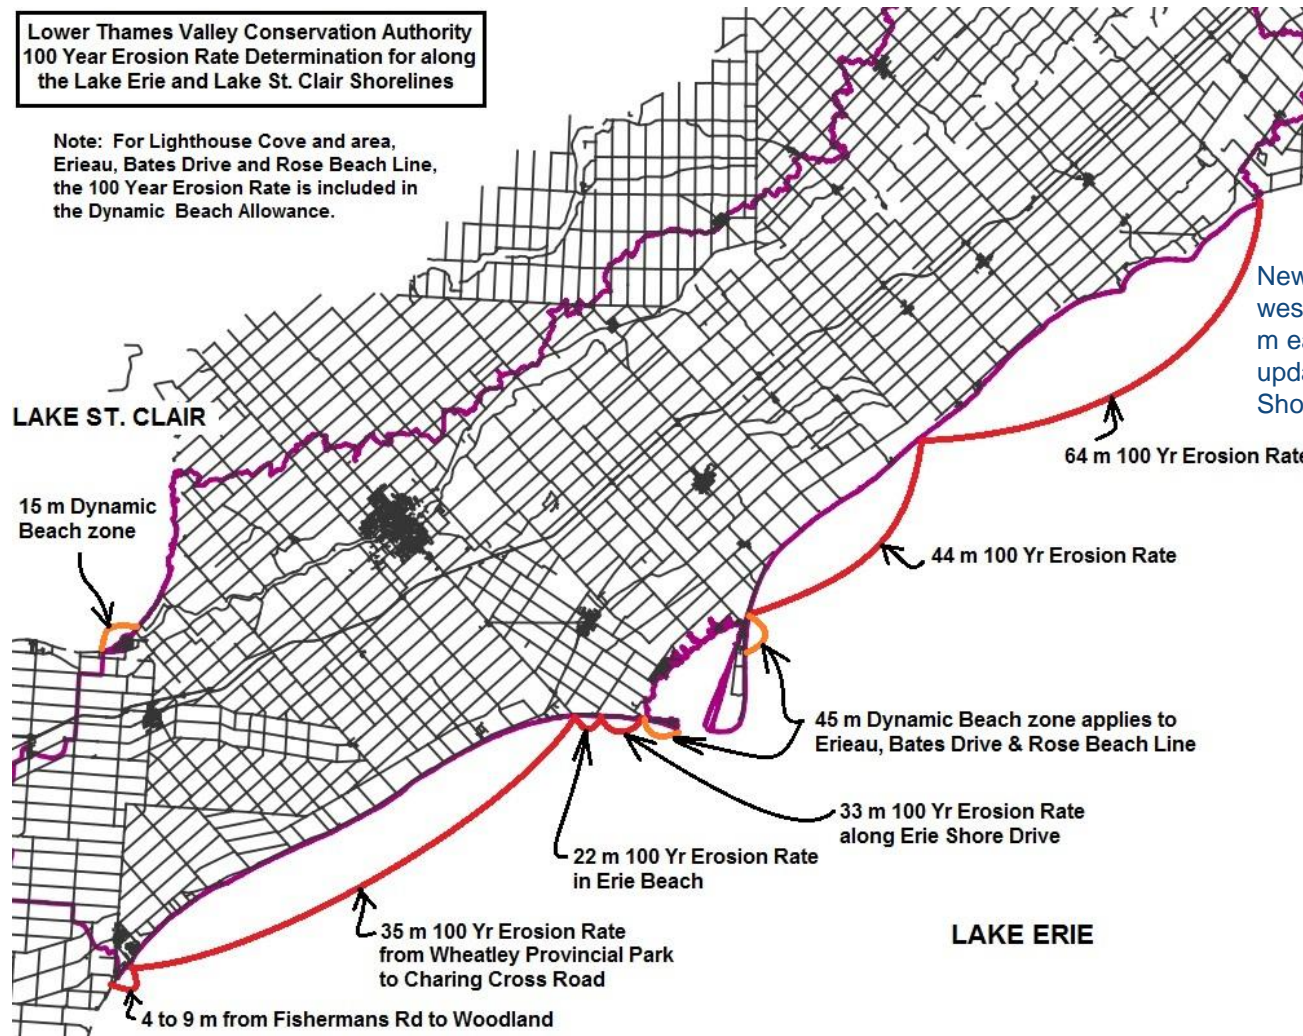 Lower Thames Valley Conservation Authority
100 Year Erosion Rate Determination for along
the Lake Erie and Lake St. Clair Shorelines
Note: For Lighthouse Cove and area,
Erieau, Bates Drive and Rose Beach Line,
the 100 Year Erosion Rate is included in
the Dynamic Beach Allowance.
LAKE ST. CLAIR
15 m Dynamic
Beach zone
64 m 100 Yr Erosion Rate
44 m 100 Yr Erosion Rate
45 m Dynamic Beach zone applies to
Erieau, Bates Drive & Rose Beach Line
33 m 100 Yr Erosion Rate
along Erie Shore Drive
22 m 100 Yr Erosion Rate
in Erie Beach
35 m 100 Yr Erosion Rate
from Wheatley Provincial Park
to Charing Cross Road
4 to 9 m from Fishermans Rd to Woodland
LAKE ERIE
New
m